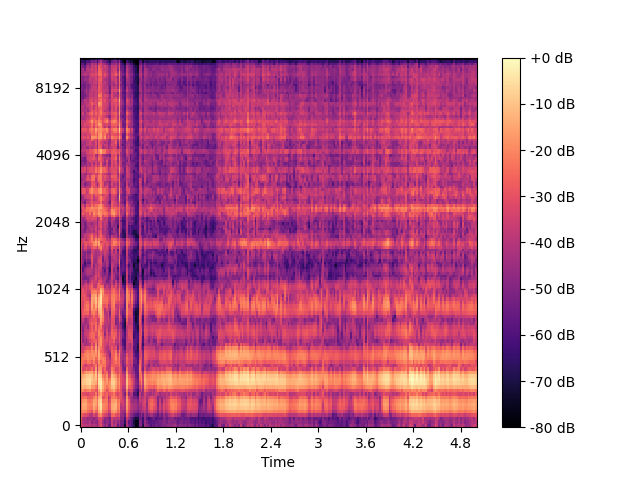 8192
4096
2048
1024
512
0
Hz
0 0.6 1.2 1.8 2.4 3 3.6 4.2 4.8
Time
+0 dB
-10 dB
-20 dB
-30 dB
-40 dB
-50 dB
-60 dB
-70 dB
-80 dB